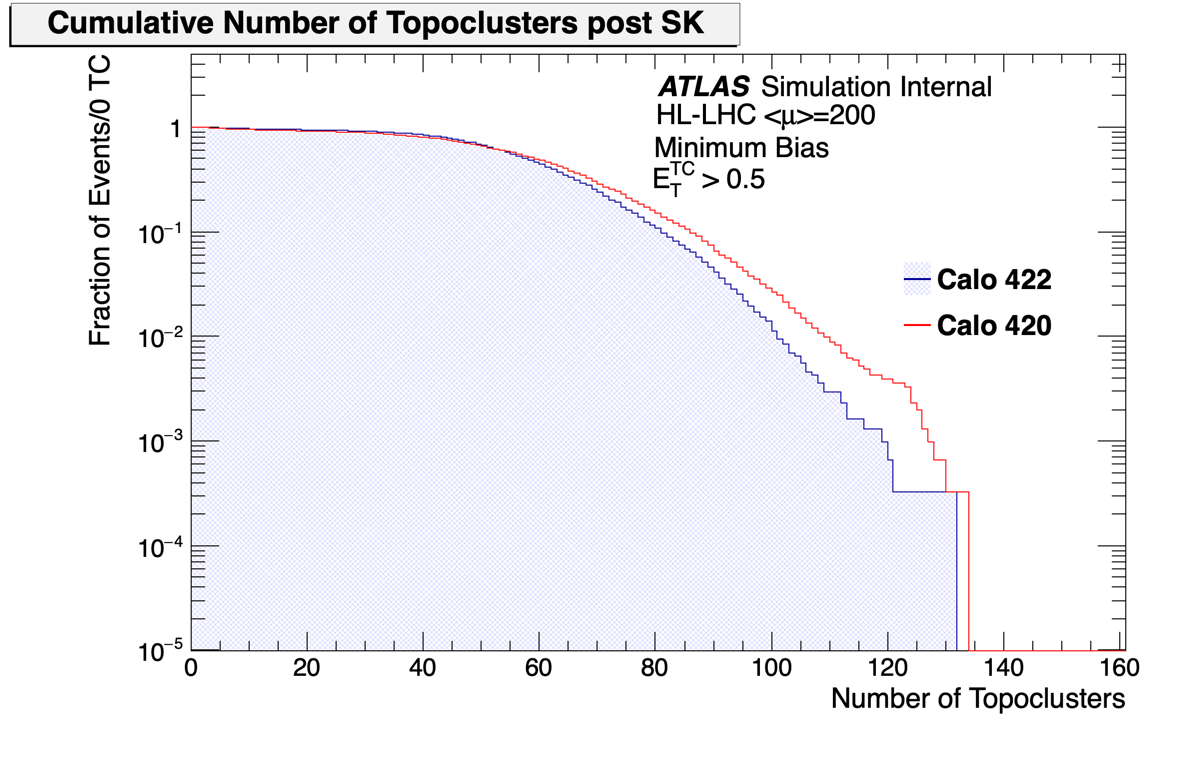 Cumulative Number of Topoclusters post SK
Fraction of Events/0 TC
ATLAS Simulation Internal
HL-LHC <μ>=200
Minimum Bias
E_T^TC > 0.5
Calo 422
Calo 420
1
10⁻¹
10⁻²
10⁻³
10⁻⁴
10⁻⁵
0 20 40 60 80 100 120 140 160
Number of Topoclusters